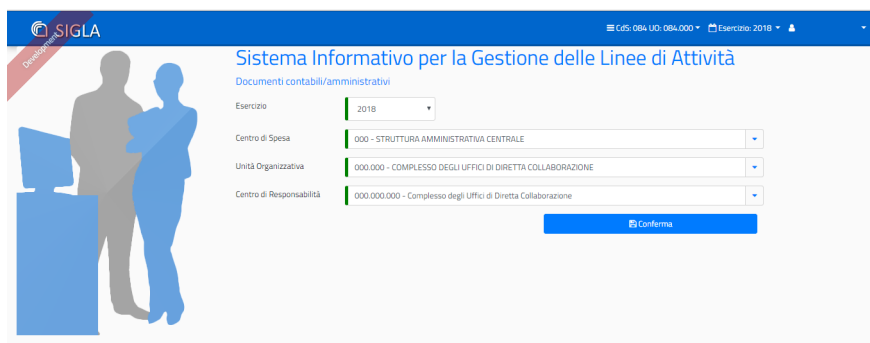 SIGLA
CdS: 084 UO: 084.000 Esercizio: 2018
Development
Sistema Informativo per la Gestione delle Linee di Attività
Documenti contabili/amministrativi
Esercizio 2018
Centro di Spesa 000 - STRUTTURA AMMINISTRATIVA CENTRALE
Unità Organizzativa 000.000 - COMPLESSO DEGLI UFFICI DI DIRETTA COLLABORAZIONE
Centro di Responsabilità 000.000.000 - Complesso degli Uffici di Diretta Collaborazione
Conferma